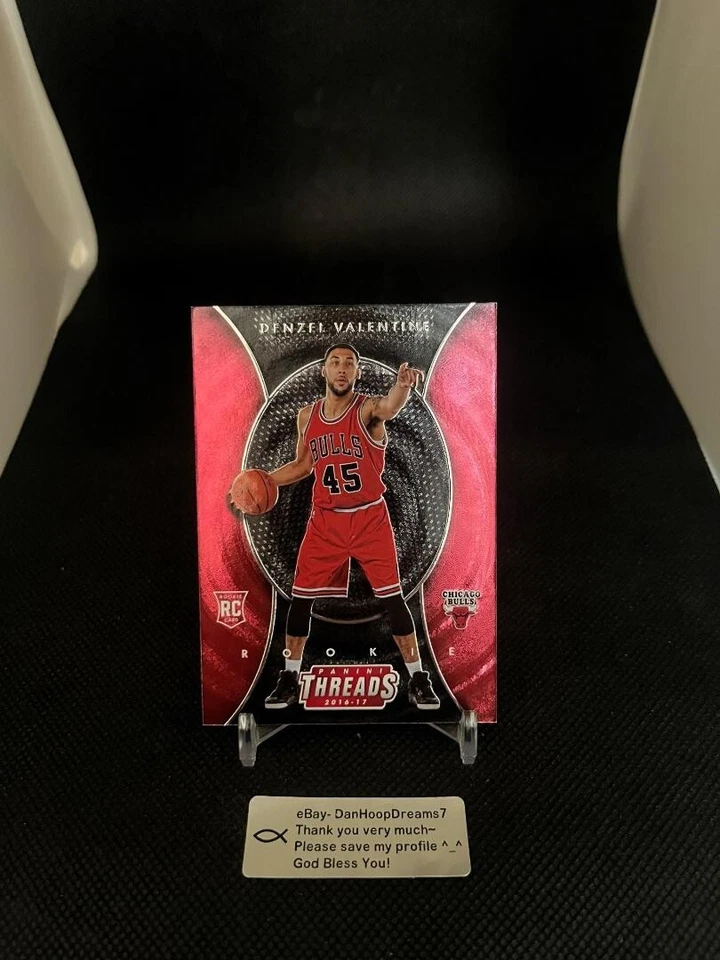 DENZEL VALENTINE
BULLS
45
ROOKIE
RC
CARD
CHICAGO
BULLS
ROOKIE
PANINI
THREADS
2016-17
eBay- DanHoopDreams7
Thank you very much~
Please save my profile ^_^
God Bless You!